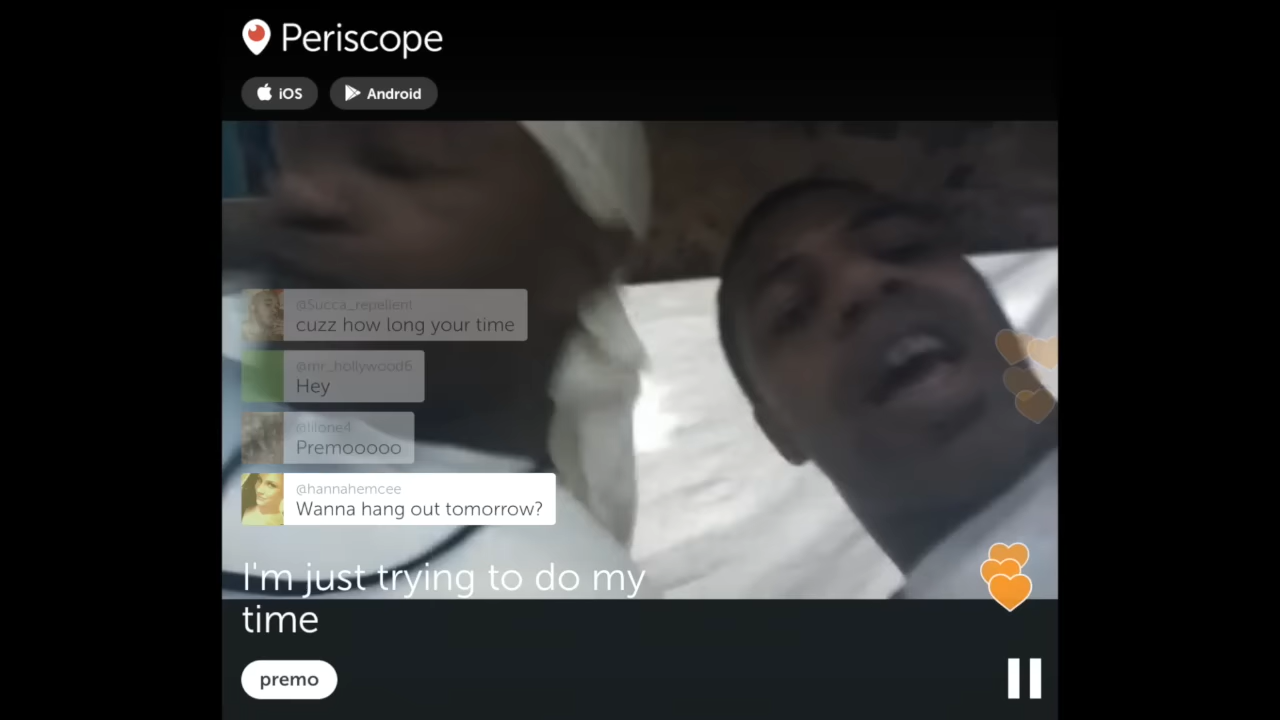 Periscope
iOS
Android
@Succa_repellent
cuzz how long your time
@mr_hollywood6
Hey
@lilone4
Premooooo
@hannahemcee
Wanna hang out tomorrow?
I'm just trying to do my
time
premo